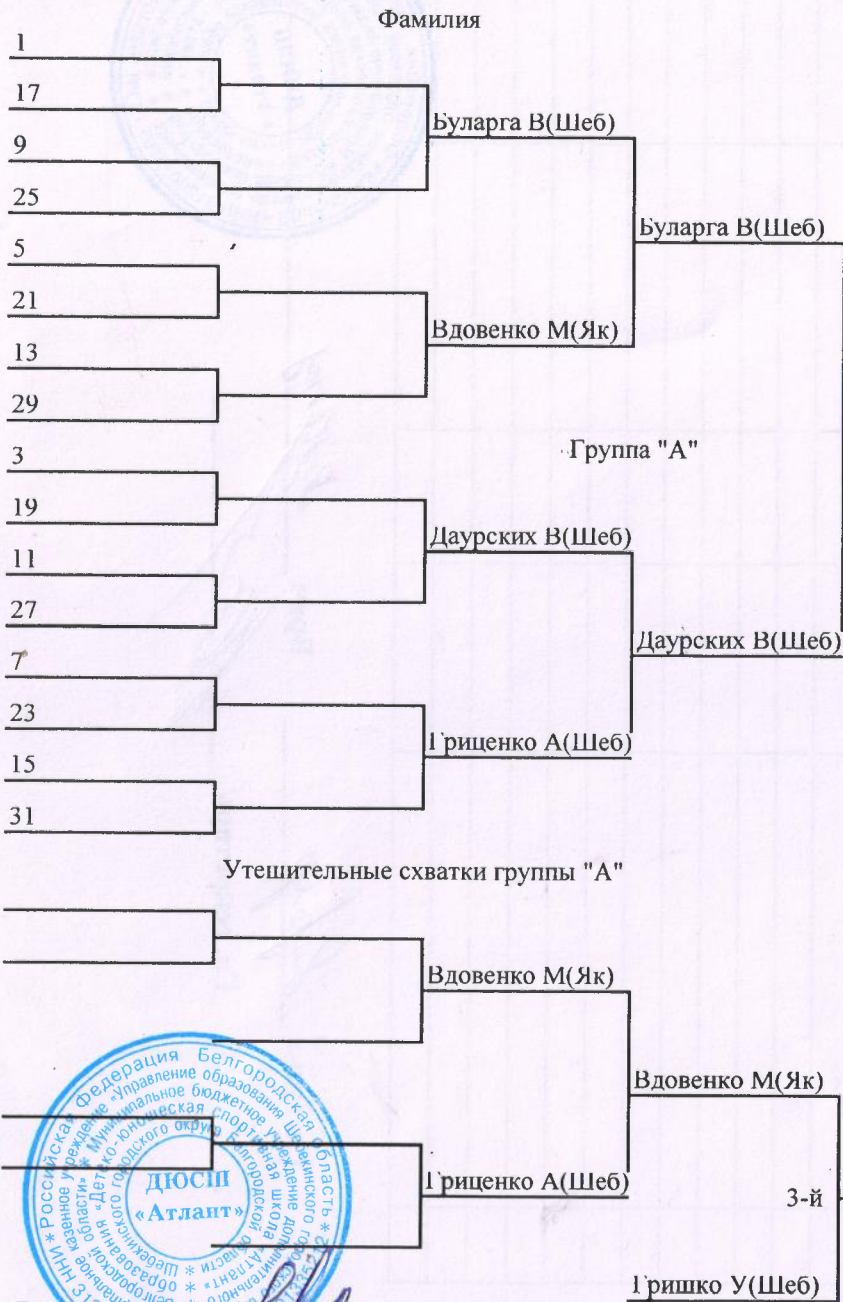 Фамилия
1
17
Буларга В(Шеб)
9
25
Буларга В(Шеб)
5
21
Вдовенко М(Як)
13
29
Группа "А"
3
19
Даурских В(Шеб)
11
27
Даурских В(Шеб)
7
23
Гриценко А(Шеб)
15
31
Утешительные схватки группы "А"
Вдовенко М(Як)
Вдовенко М(Як)
Гриценко А(Шеб)
3-й
Гришко У(Шеб)
Российская Федерация Белгородская область
ДЮСШ
«Атлант»